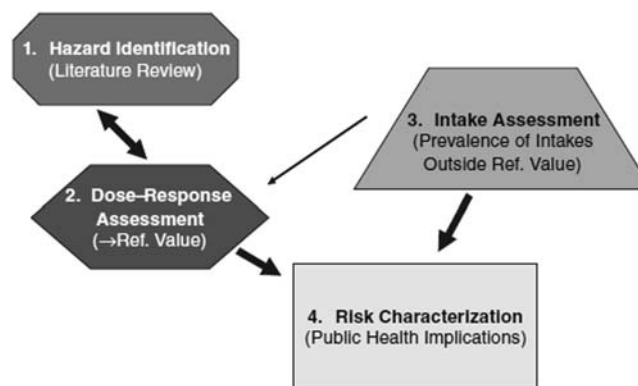 1. Hazard Identification
(Literature Review)
3. Intake Assessment
(Prevalence of Intakes
Outside Ref. Value)
2. Dose–Response
Assessment
(→Ref. Value)
4. Risk Characterization
(Public Health Implications)